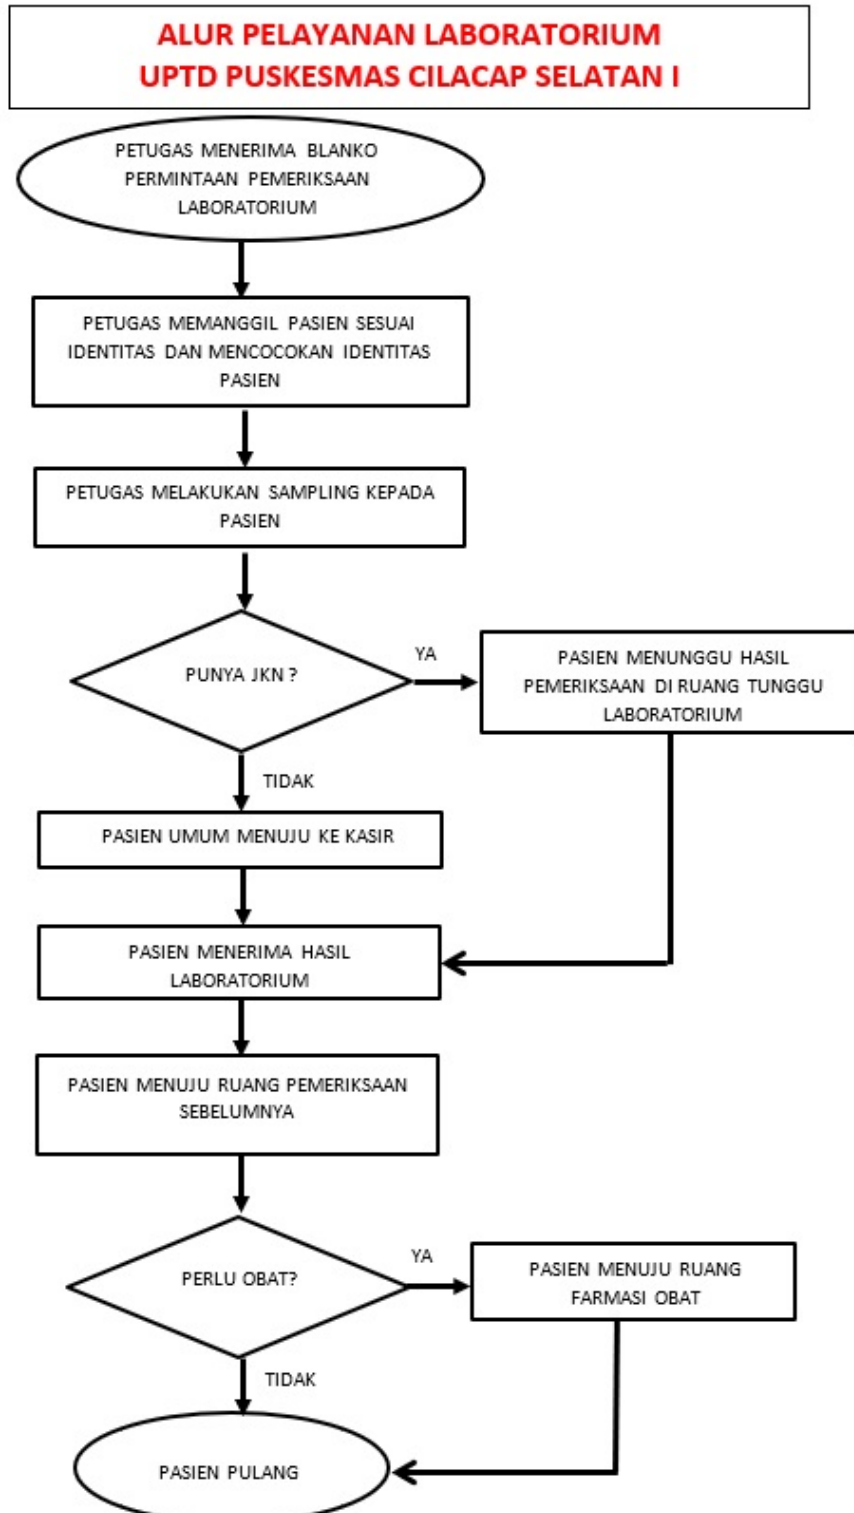 ALUR PELAYANAN LABORATORIUM
UPTD PUSKESMAS CILACAP SELATAN I
PETUGAS MENERIMA BLANKO
PERMINTAAN PEMERIKSAAN
LABORATORIUM
PETUGAS MEMANGGIL PASIEN SESUAI
IDENTITAS DAN MENCOCOKAN IDENTITAS
PASIEN
PETUGAS MELAKUKAN SAMPLING KEPADA
PASIEN
PUNYA JKN ?
YA
PASIEN MENUNGGU HASIL
PEMERIKSAAN DI RUANG TUNGGU
LABORATORIUM
TIDAK
PASIEN UMUM MENUJU KE KASIR
PASIEN MENERIMA HASIL
LABORATORIUM
PASIEN MENUJU RUANG PEMERIKSAAN
SEBELUMNYA
PERLU OBAT?
YA
PASIEN MENUJU RUANG
FARMASI OBAT
TIDAK
PASIEN PULANG